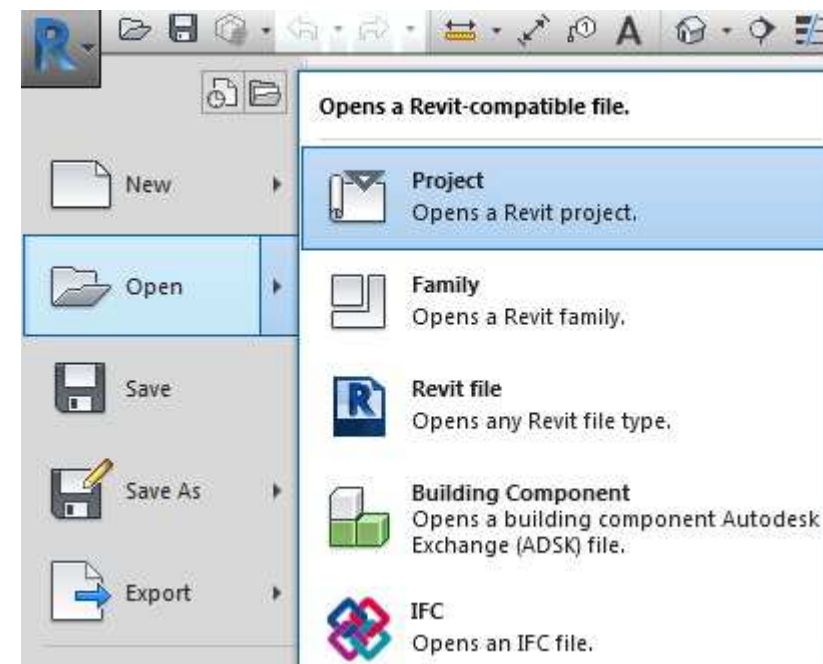 Opens a Revit-compatible file.
New
Project
Opens a Revit project.
Open
Family
Opens a Revit family.
Save
Revit file
Opens any Revit file type.
Save As
Building Component
Opens a building component Autodesk
Exchange (ADSK) file.
Export
IFC
Opens an IFC file.